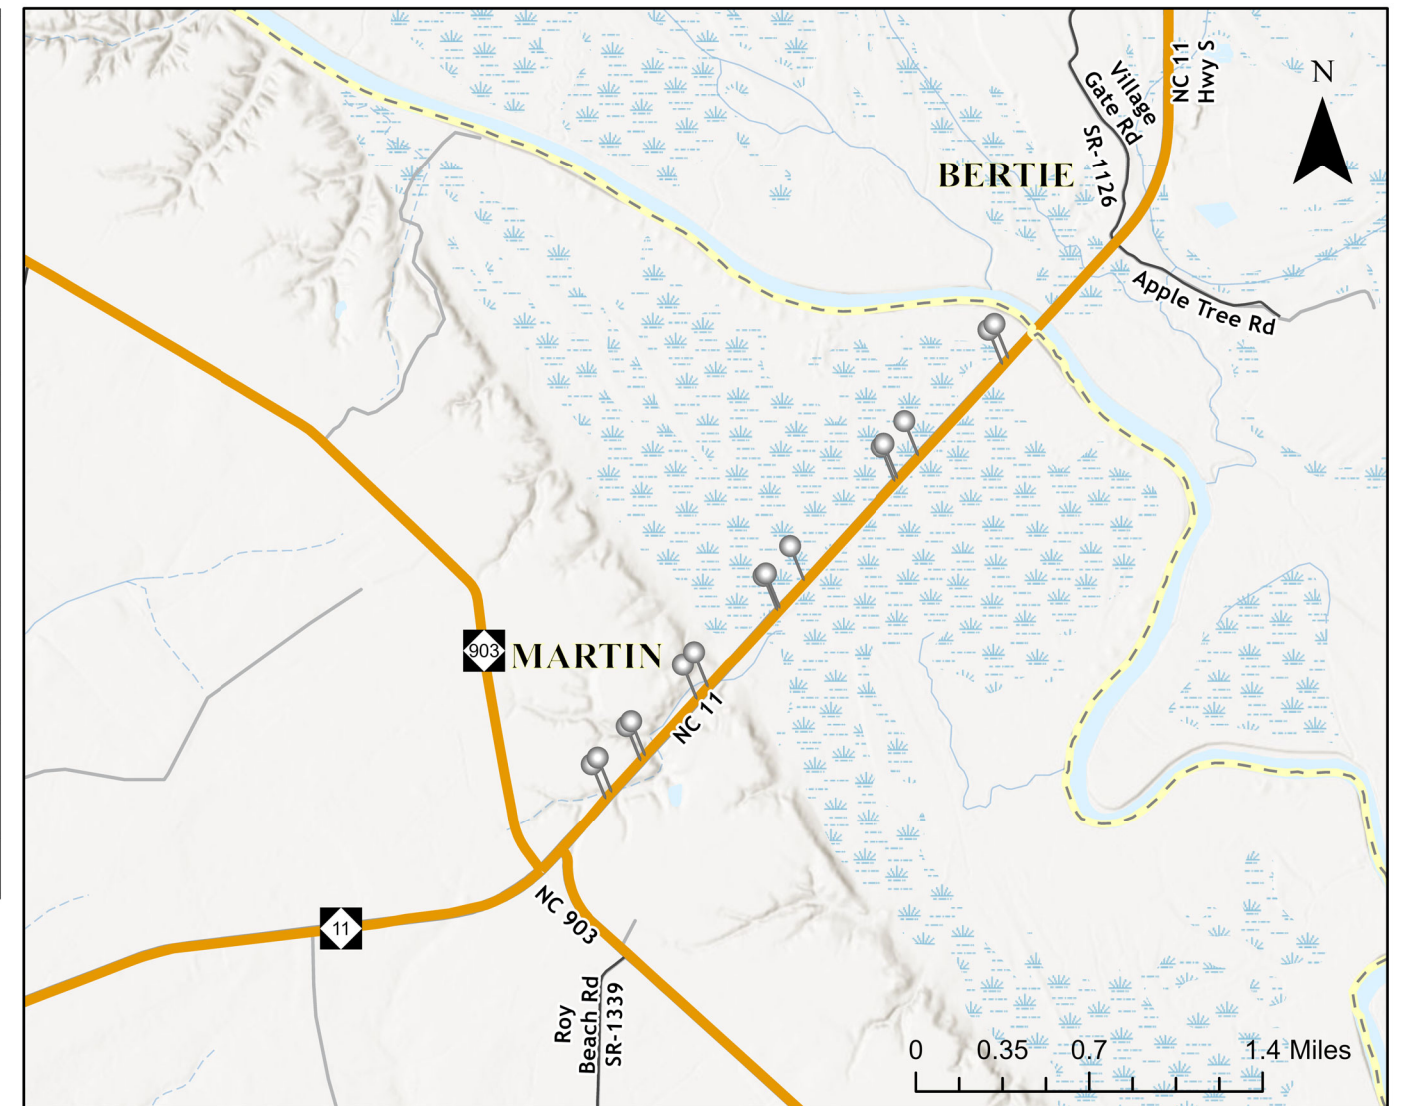 NC 11
Hwy S
N
Village
Gate Rd
SR-1126
BERTIE
Apple Tree Rd
903
MARTIN
NC 11
11
NC 903
Roy
Beach Rd
SR-1339
0 0.35 0.7 1.4 Miles